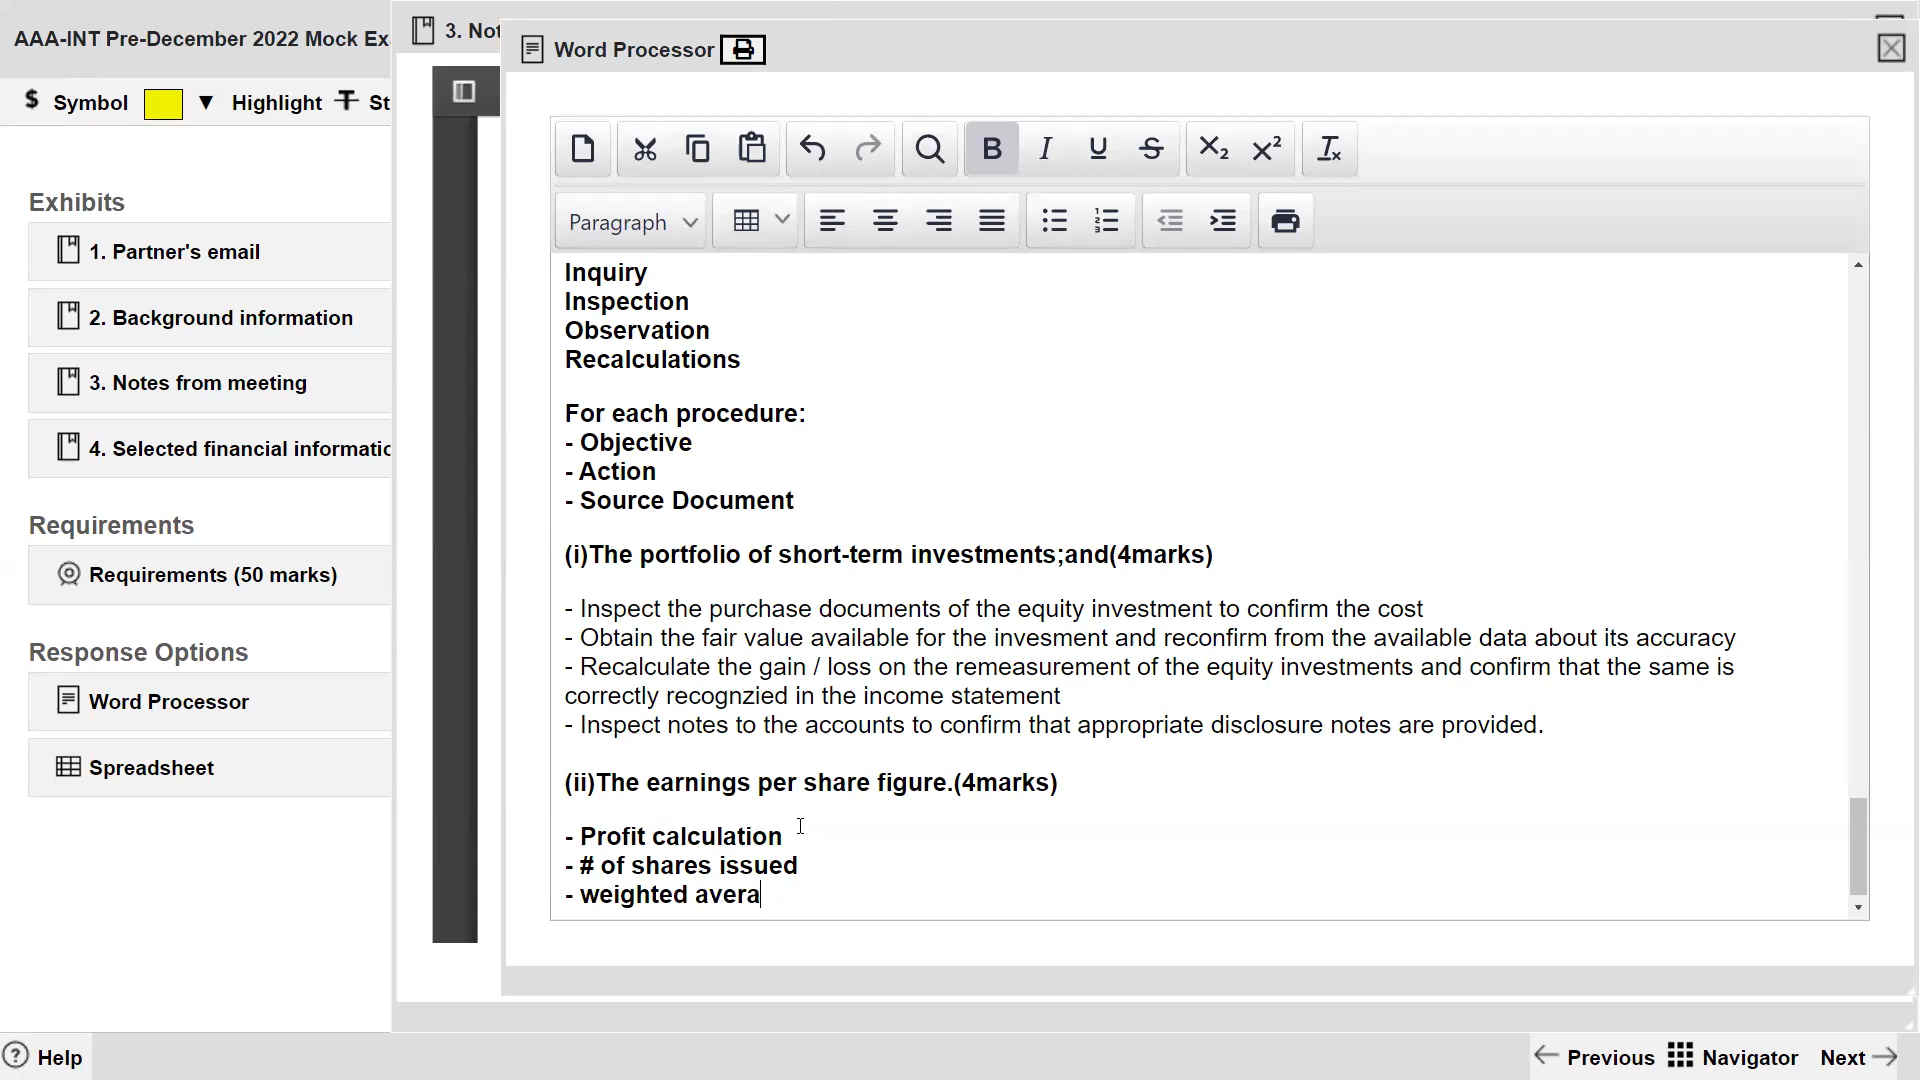 AAA-INT Pre-December 2022 Mock Ex
3. Not
Word Processor
$ Symbol ▼ Highlight St
B I U S X₂ X² Tx
Paragraph
Exhibits
1. Partner's email
2. Background information
3. Notes from meeting
4. Selected financial informatio
Requirements
Requirements (50 marks)
Response Options
Word Processor
Spreadsheet
Inquiry
Inspection
Observation
Recalculations
For each procedure:
- Objective
- Action
- Source Document
(i)The portfolio of short-term investments;and(4marks)
- Inspect the purchase documents of the equity investment to confirm the cost
- Obtain the fair value available for the invesment and reconfirm from the available data about its accuracy
- Recalculate the gain / loss on the remeasurement of the equity investments and confirm that the same is
correctly recognzied in the income statement
- Inspect notes to the accounts to confirm that appropriate disclosure notes are provided.
(ii)The earnings per share figure.(4marks)
- Profit calculation
- # of shares issued
- weighted avera
? Help
Previous Navigator Next